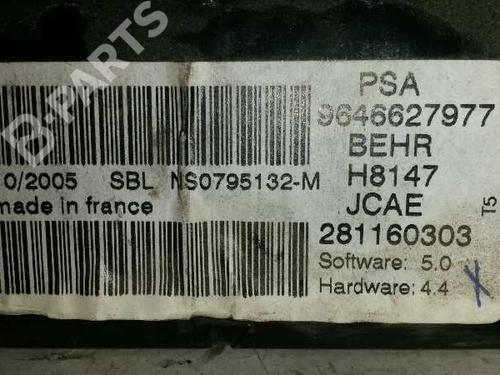 B-PARTS
PSA
9646627977
BEHR
0/2005 SBL NS0795132-M
H8147
made in france
JCAE
T5
281160303
Software: 5.0
Hardware: 4.4